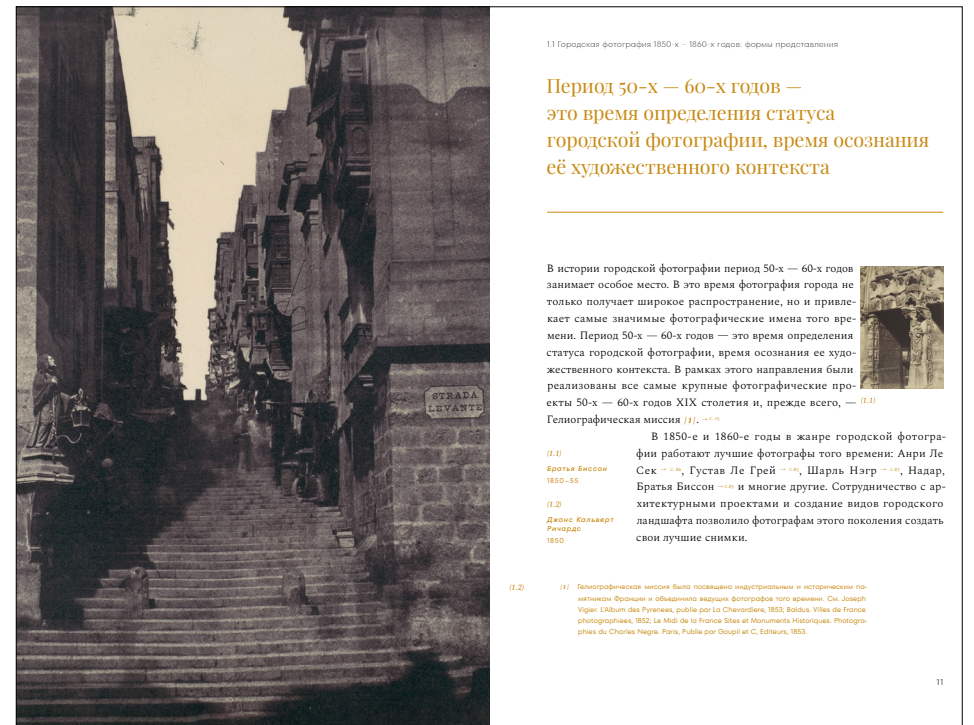 STRADA
LEVANTE
1.1 Городская фотография 1850-х – 1860-х годов: формы представления
Период 50-х — 60-х годов —
это время определения статуса
городской фотографии, время осознания
её художественного контекста
В истории городской фотографии период 50-х — 60-х годов
занимает особое место. В это время фотография города не
только получает широкое распространение, но и привле-
кает самые значимые фотографические имена того вре-
мени. Период 50-х — 60-х годов — это время определения
статуса городской фотографии, время осознания ее худо-
жественного контекста. В рамках этого направления были
реализованы все самые крупные фотографические про-
екты 50-х — 60-х годов XIX столетия и, прежде всего, —
Гелиографическая миссия [1].
(1.1)
В 1850-е и 1860-е годы в жанре городской фотогра-
фии работают лучшие фотографы того времени: Анри Ле
Сек →, Густав Ле Грей →, Шарль Нэгр →, Надар,
Братья Биссон → и многие другие. Сотрудничество с ар-
хитектурными проектами и создание видов городского
ландшафта позволило фотографам этого поколения создать
свои лучшие снимки.
(1.1)
Братья Биссон
1850–55
(1.2)
Джонс Кальверт
Ричардс
1850
(1.2)
[1] Гелиографическая миссия была посвящена индустриальным и историческим па-
мятникам Франции и объединила ведущих фотографов того времени. См. Joseph
Vigier. L'Album des Pyrenees, publie par La Chevardiere, 1853; Baldus. Villes de France
photographiees, 1852; Le Midi de la France Sites et Monuments Historiques. Photogra-
phies du Charles Negre. Paris, Publie par Goupil et C, Editeurs, 1853.
11